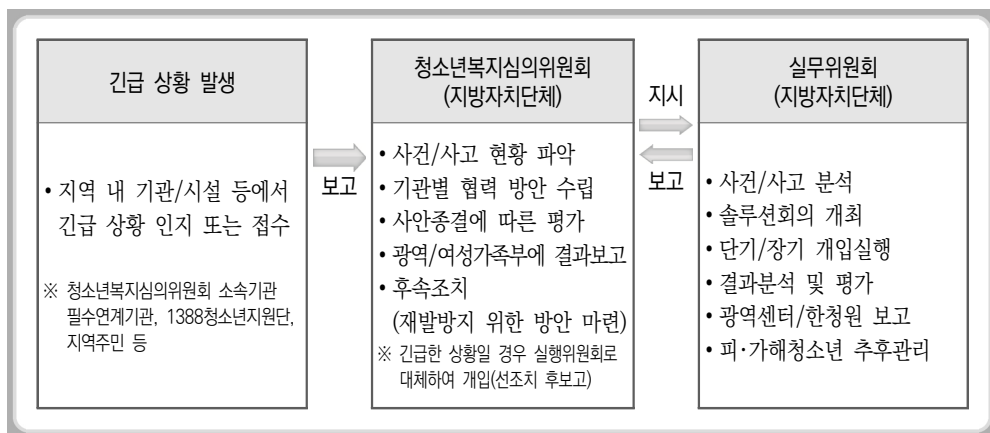 긴급 상황 발생
• 지역 내 기관/시설 등에서
긴급 상황 인지 또는 접수
※ 청소년복지심의위원회 소속기관
필수연계기관, 1388청소년지원단,
지역주민 등
보고
청소년복지심의위원회
(지방자치단체)
• 사건/사고 현황 파악
• 기관별 협력 방안 수립
• 사안종결에 따른 평가
• 광역/여성가족부에 결과보고
• 후속조치
(재발방지 위한 방안 마련)
※ 긴급한 상황일 경우 실행위원회로
대체하여 개입(선조치 후보고)
지시
보고
실무위원회
(지방자치단체)
• 사건/사고 분석
• 솔루션회의 개최
• 단기/장기 개입실행
• 결과분석 및 평가
• 광역센터/한청원 보고
• 피·가해청소년 추후관리